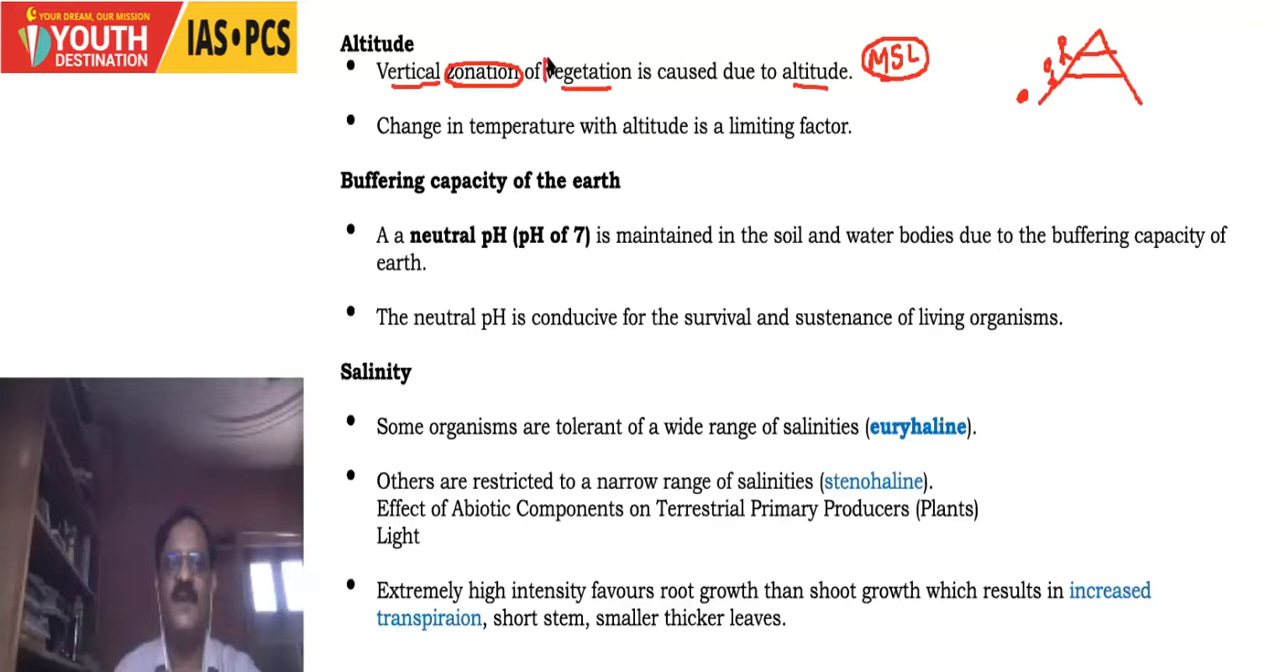 YOUR DREAM, OUR MISSION
YOUTH
DESTINATION
IAS•PCS
Altitude
• Vertical zonation of vegetation is caused due to altitude.
MSL
• Change in temperature with altitude is a limiting factor.
Buffering capacity of the earth
• A a neutral pH (pH of 7) is maintained in the soil and water bodies due to the buffering capacity of
earth.
• The neutral pH is conducive for the survival and sustenance of living organisms.
Salinity
• Some organisms are tolerant of a wide range of salinities (euryhaline).
• Others are restricted to a narrow range of salinities (stenohaline).
Effect of Abiotic Components on Terrestrial Primary Producers (Plants)
Light
• Extremely high intensity favours root growth than shoot growth which results in increased
transpiraion, short stem, smaller thicker leaves.